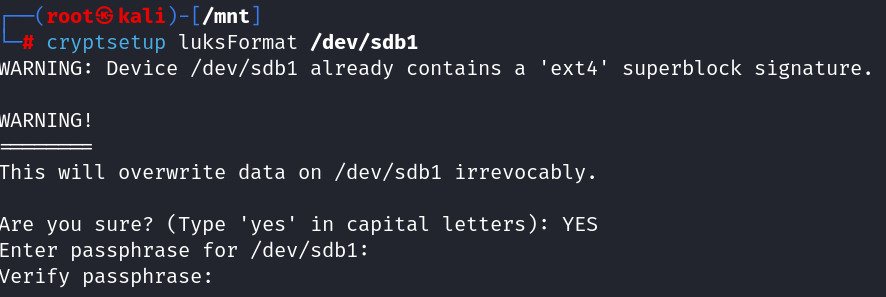 ┌──(root㉿kali)-[/mnt]
└─# cryptsetup luksFormat /dev/sdb1
WARNING: Device /dev/sdb1 already contains a 'ext4' superblock signature.

WARNING!
========
This will overwrite data on /dev/sdb1 irrevocably.

Are you sure? (Type 'yes' in capital letters): YES
Enter passphrase for /dev/sdb1:
Verify passphrase: